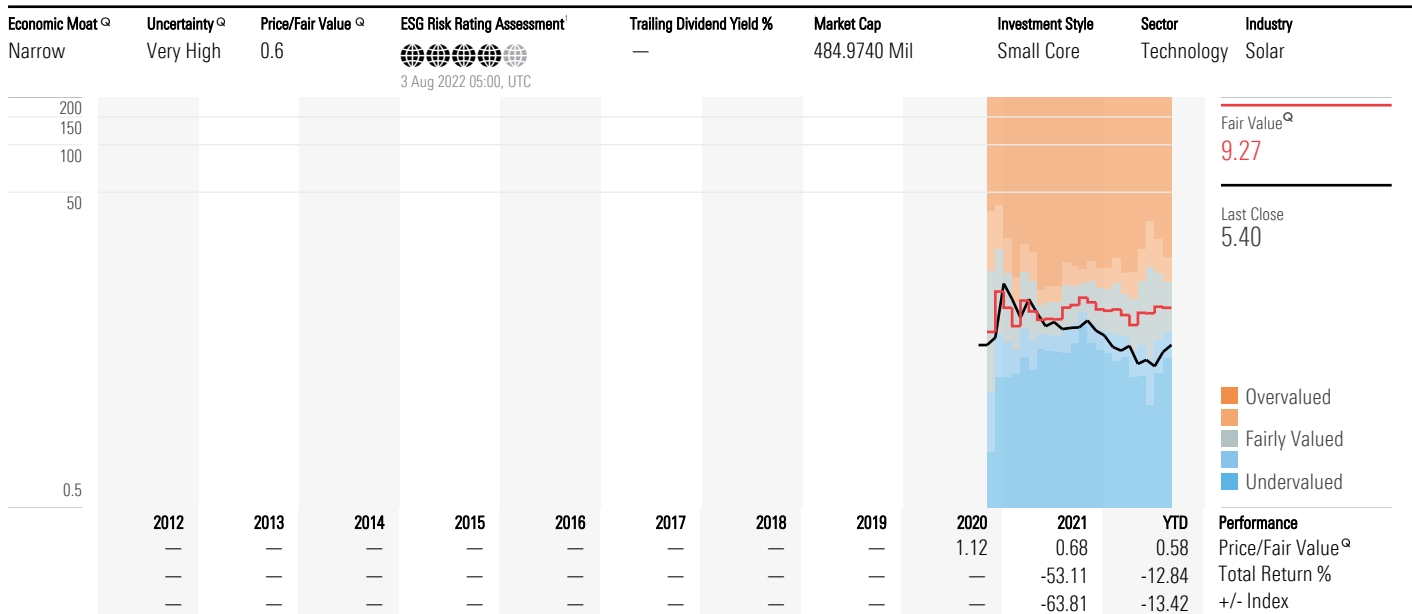 Economic Moat Q Uncertainty Q Price/Fair Value Q ESG Risk Rating Assessment¹ Trailing Dividend Yield % Market Cap Investment Style Sector Industry
Narrow Very High 0.6 — 484.9740 Mil Small Core Technology Solar
3 Aug 2022 05:00, UTC
200
150
100
50
0.5
Fair Value Q
9.27
Last Close
5.40
Overvalued
Fairly Valued
Undervalued
2012 2013 2014 2015 2016 2017 2018 2019 2020 2021 YTD Performance
— — — — — — — — 1.12 0.68 0.58 Price/Fair Value Q
— — — — — — — — — -53.11 -12.84 Total Return %
— — — — — — — — — -63.81 -13.42 +/- Index